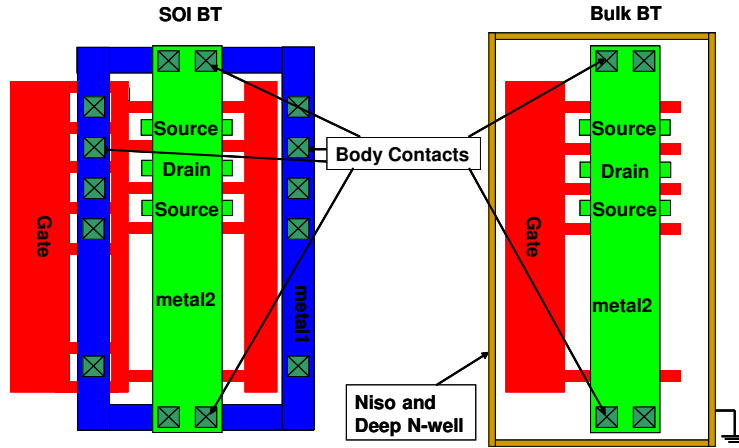 SOI BT
Bulk BT
Source
Drain
Source
Gate
metal2
metal1
Body Contacts
Source
Drain
Source
Gate
metal2
Niso and
Deep N-well